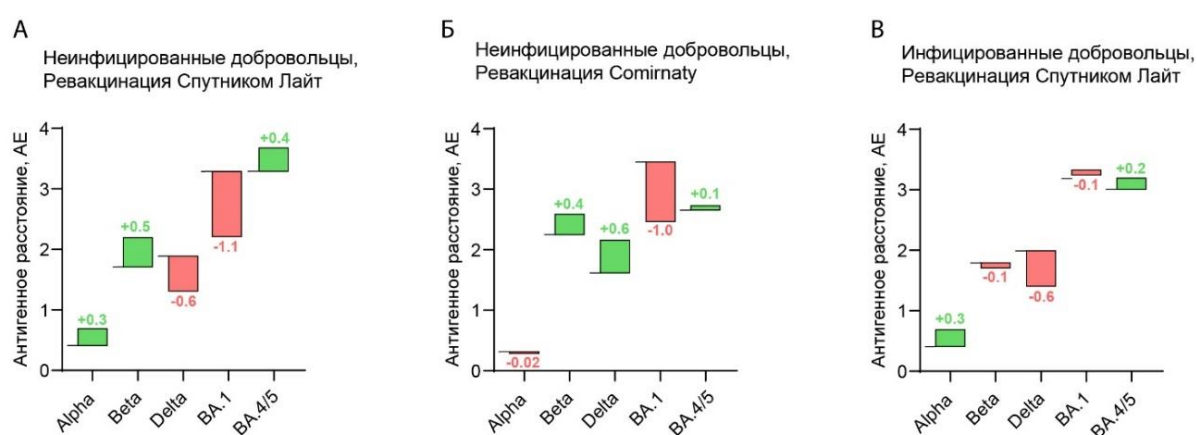 А
Неинфицированные добровольцы,
Ревакцинация Спутником Лайт
Антигенное расстояние, АЕ
4
3
2
1
0
+0.3
+0.5
-0.6
-1.1
+0.4
Alpha
Beta
Delta
BA.1
BA.4/5
Б
Неинфицированные добровольцы,
Ревакцинация Comirnaty
Антигенное расстояние, АЕ
4
3
2
1
0
-0.02
+0.4
+0.6
-1.0
+0.1
Alpha
Beta
Delta
BA.1
BA.4/5
В
Инфицированные добровольцы,
Ревакцинация Спутником Лайт
Антигенное расстояние, АЕ
4
3
2
1
0
+0.3
-0.1
-0.6
-0.1
+0.2
Alpha
Beta
Delta
BA.1
BA.4/5